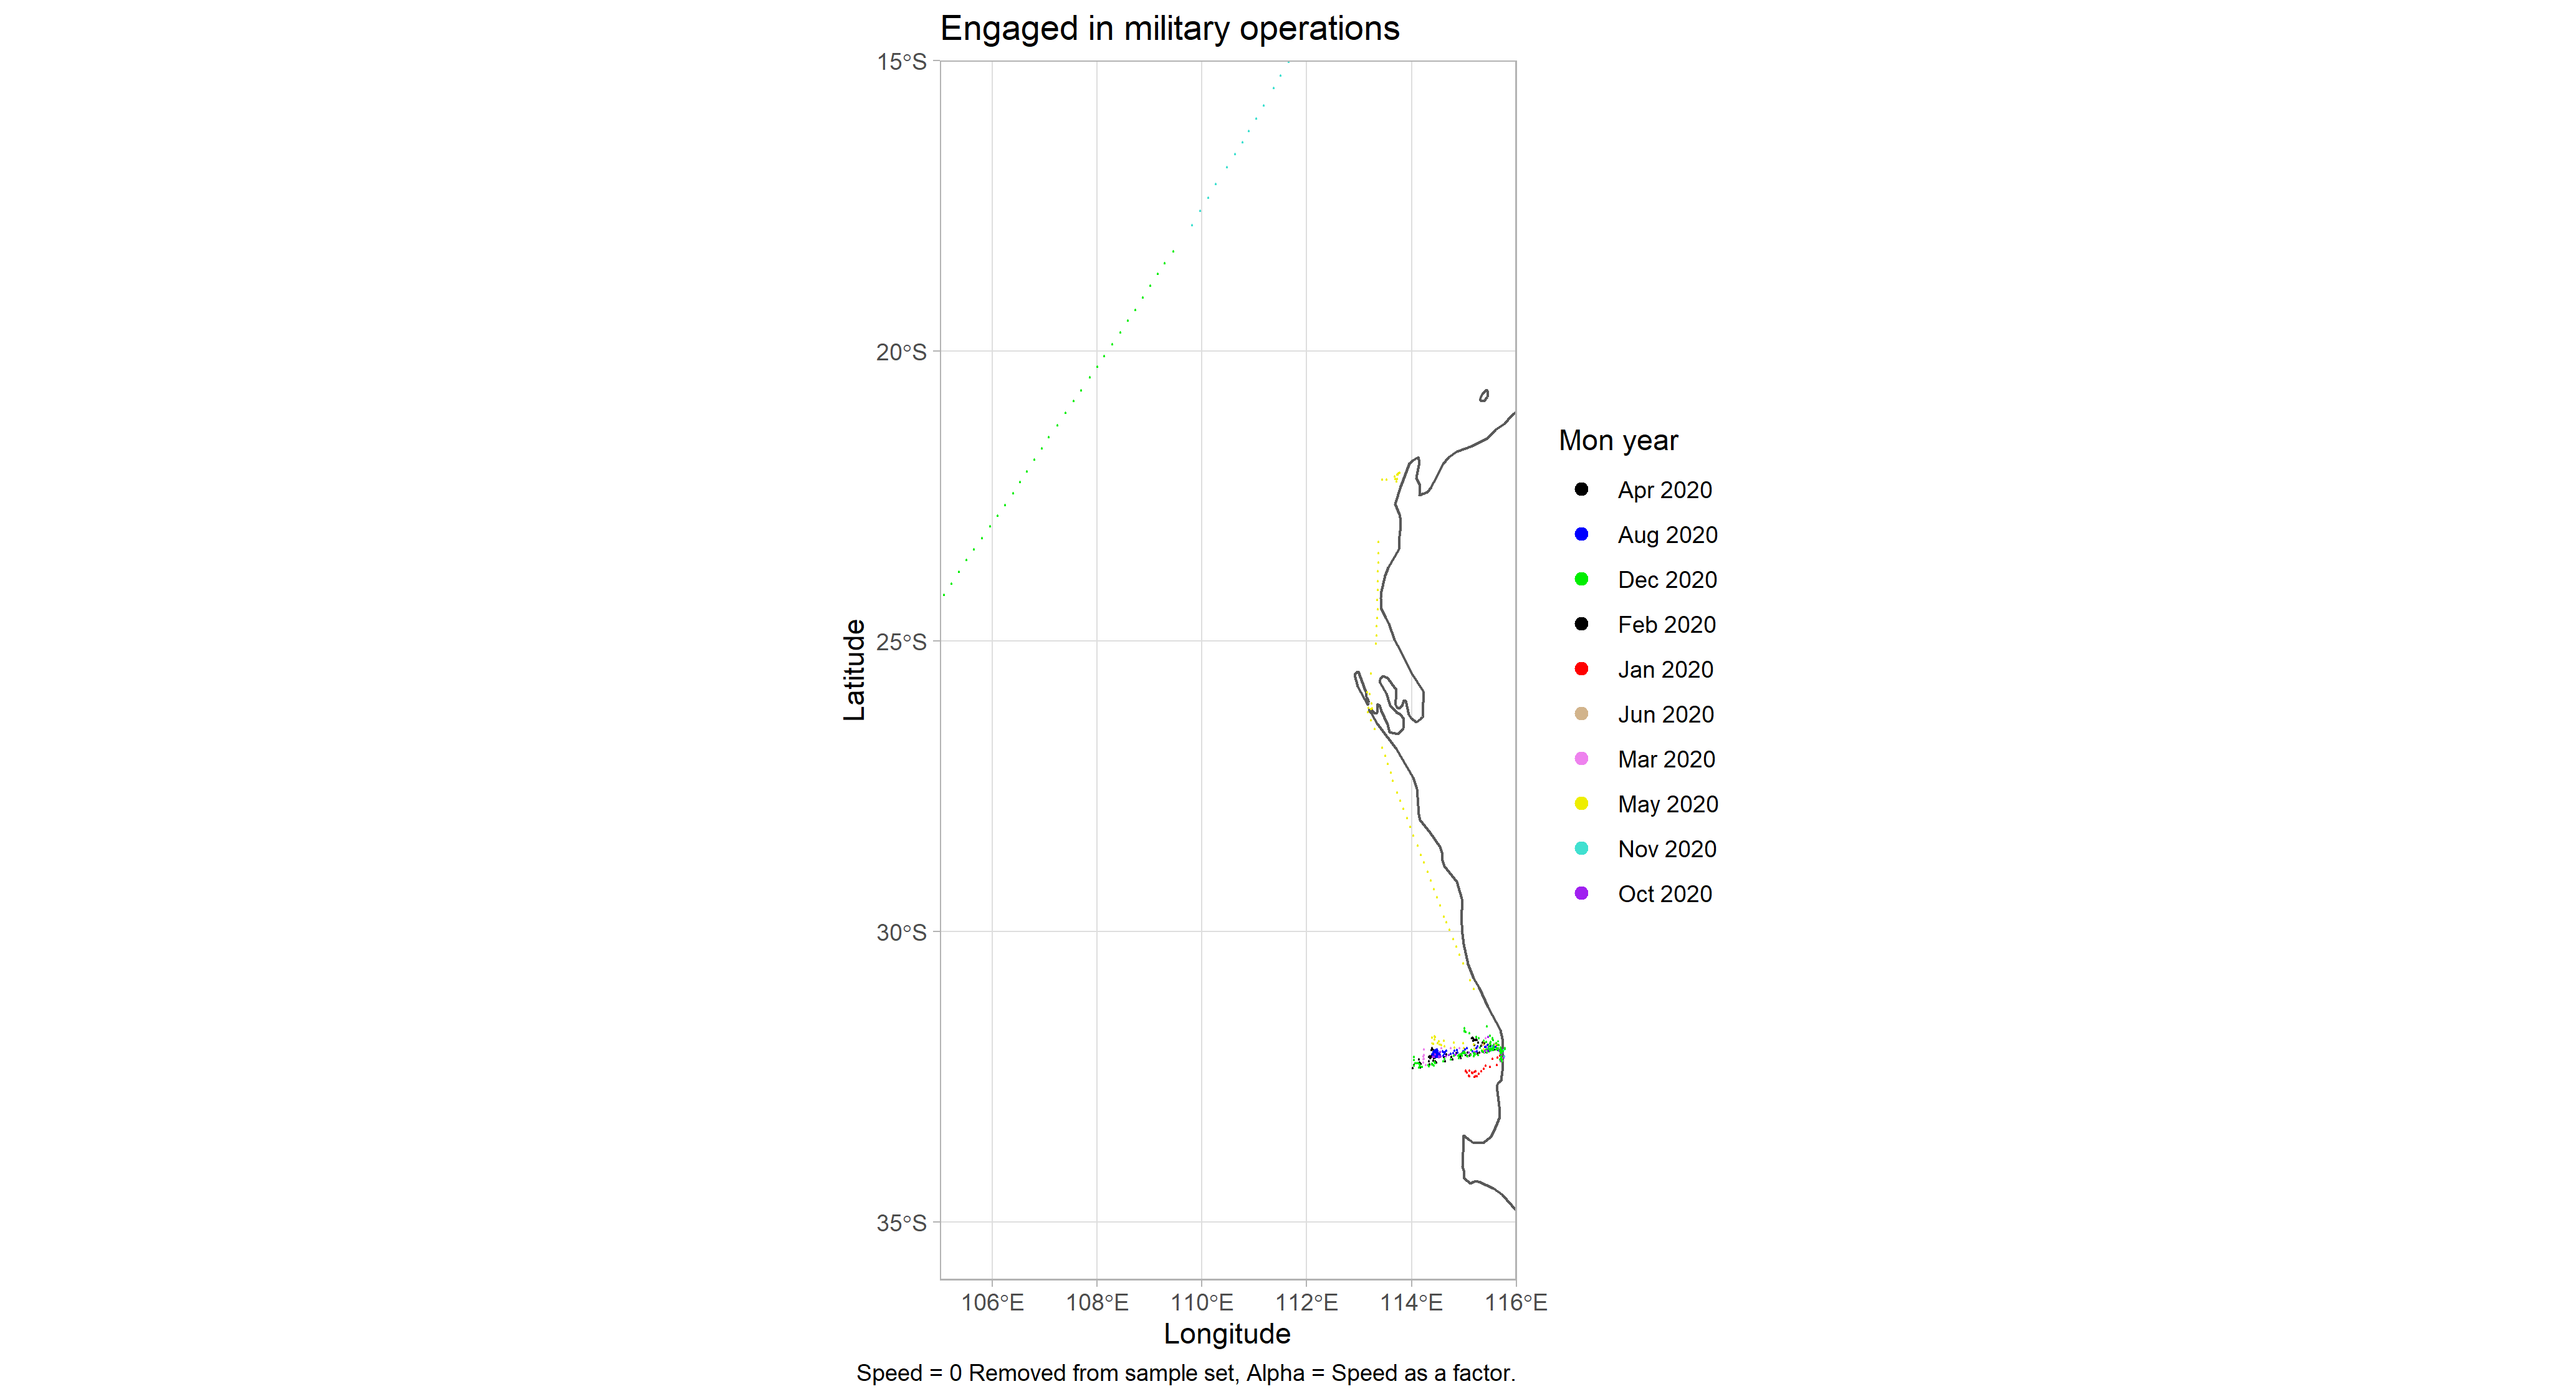 Engaged in military operations
15°S
20°S
25°S
30°S
35°S
Latitude
106°E 108°E 110°E 112°E 114°E 116°E
Longitude
Speed = 0 Removed from sample set, Alpha = Speed as a factor.
Mon year
Apr 2020
Aug 2020
Dec 2020
Feb 2020
Jan 2020
Jun 2020
Mar 2020
May 2020
Nov 2020
Oct 2020